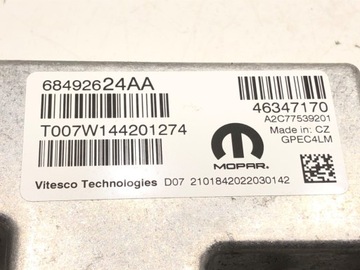 68492624AA
46347170
A2C77539201
T007W144201274
Made in: CZ
GPEC4LM
MOPAR
Vitesco Technologies D07 2101842022030142